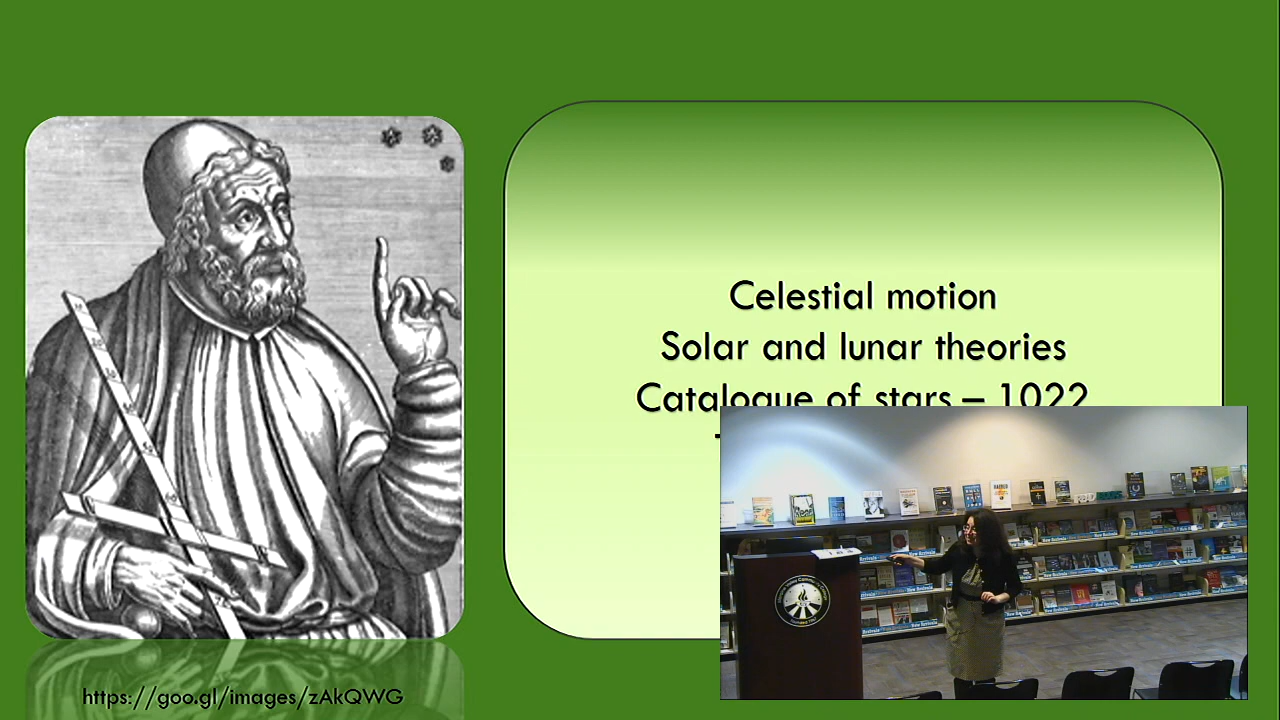 Celestial motion
Solar and lunar theories
Catalogue of stars – 1022
https://goo.gl/images/zAkQWG